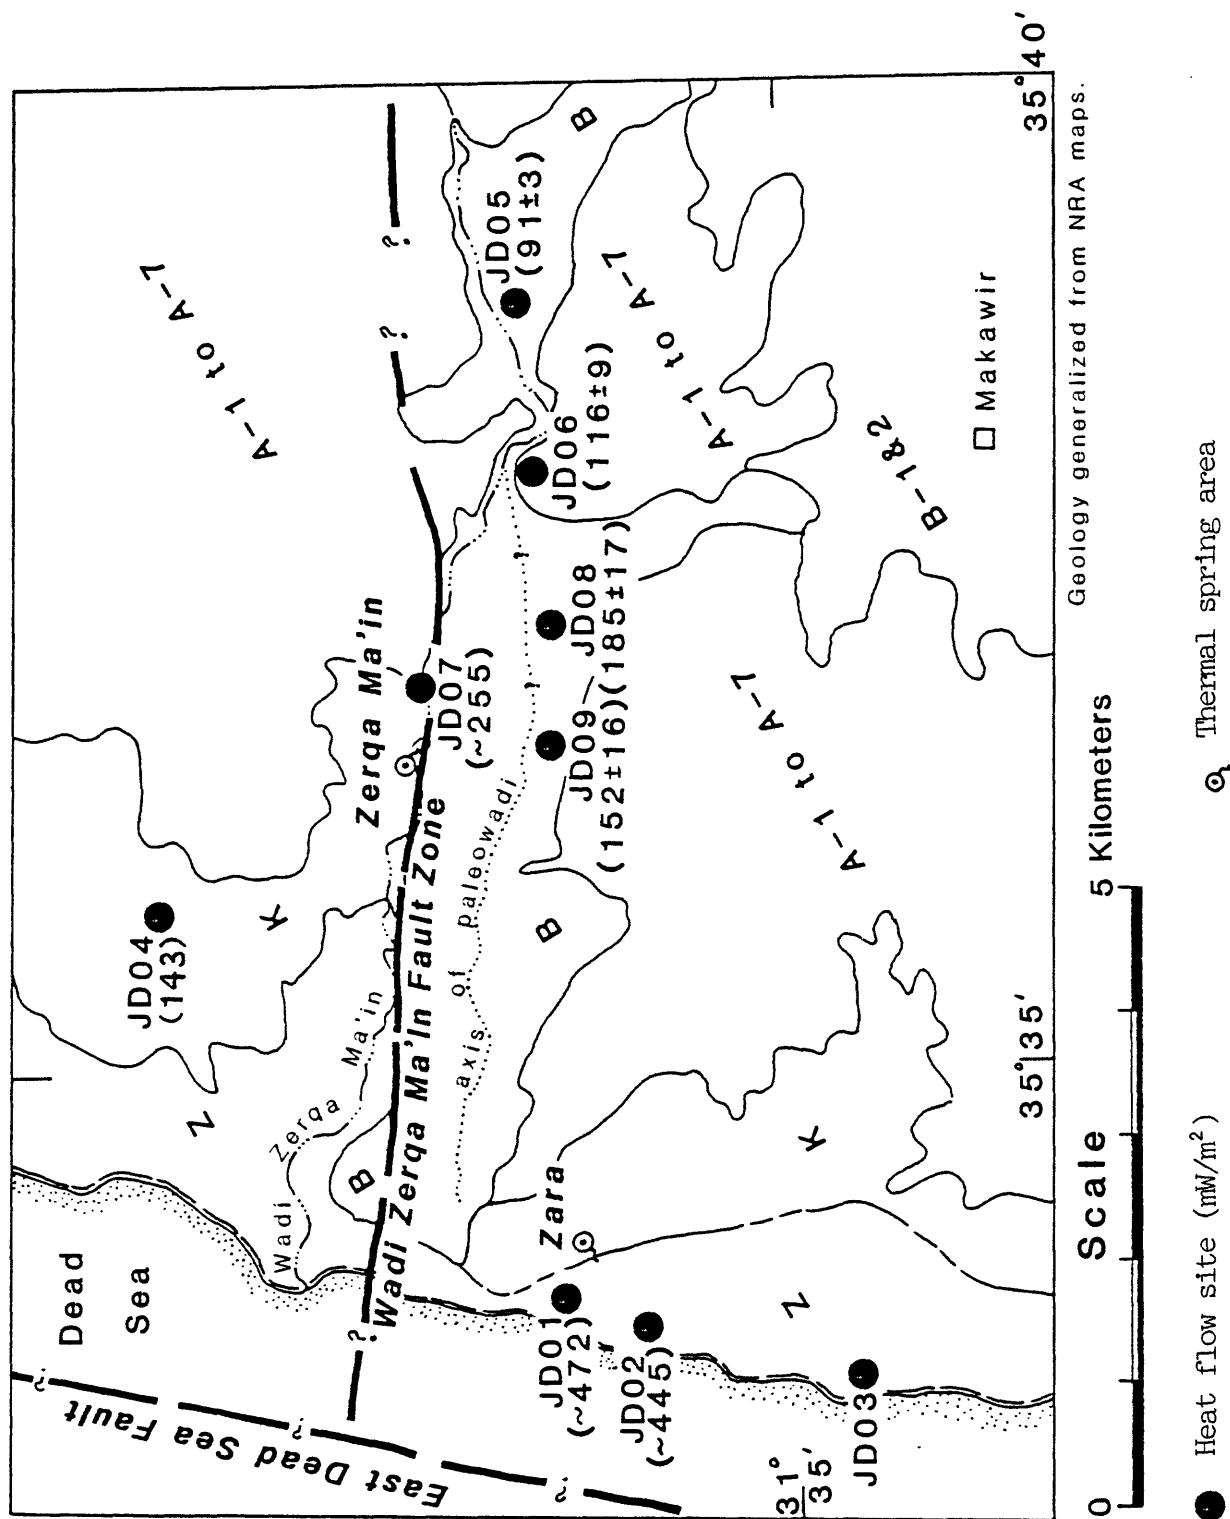 Dead
Sea
East Dead Sea Fault
?
?
?
?
?
?
Wadi Zerqa Ma'in
Wadi Zerqa Ma'In Fault Zone
axis of paleowadi
?
?
Zerqa Ma'in
Zara
Z
Z
K
K
B
B
B
A-1 to A-7
A-1 to A-7
A-1 to A-7
B-1&2
JD04
(143)
JD07
(~255)
JD05
(91±3)
JD06
(116±9)
JD08
(185±17)
JD09
(152±16)
JD01
(~472)
JD02
(~445)
JD03
Makawir
31°
35'
35° 35'
35°40'
Geology generalized from NRA maps.
Scale
0
5 Kilometers
Heat flow site (mW/m²)
Thermal spring area